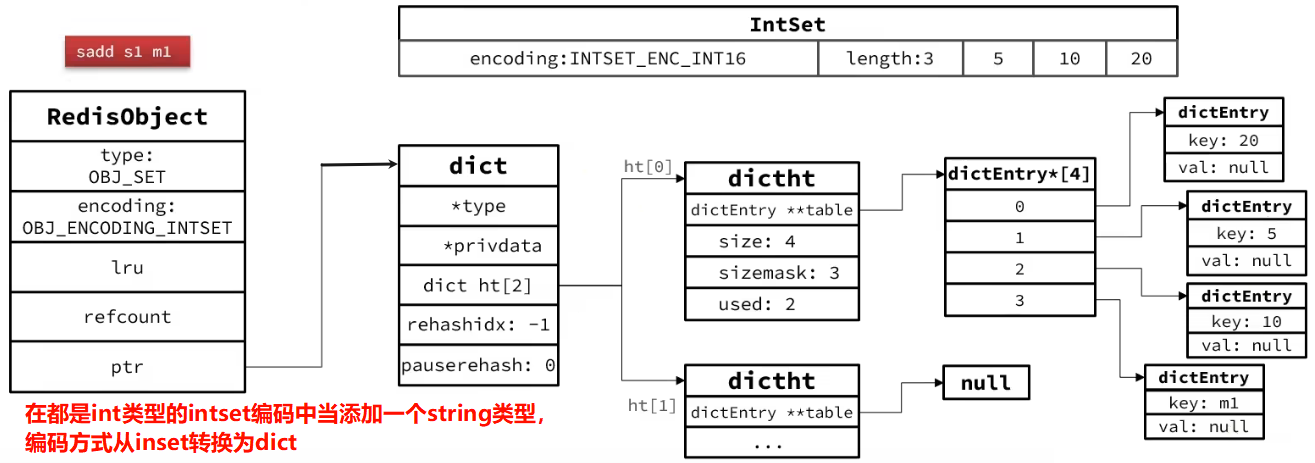 sadd s1 m1
IntSet
encoding:INTSET_ENC_INT16
length:3
5
10
20
RedisObject
type:
OBJ_SET
encoding:
OBJ_ENCODING_INTSET
lru
refcount
ptr
dict
*type
*privdata
dict ht[2]
rehashidx: -1
pauserehash: 0
ht[0]
dictht
dictEntry **table
size: 4
sizemask: 3
used: 2
dictEntry*[4]
0
1
2
3
dictEntry
key: 20
val: null
dictEntry
key: 5
val: null
dictEntry
key: 10
val: null
dictEntry
key: m1
val: null
ht[1]
dictht
dictEntry **table
...
null
在都是int类型的intset编码中当添加一个string类型，
编码方式从inset转换为dict